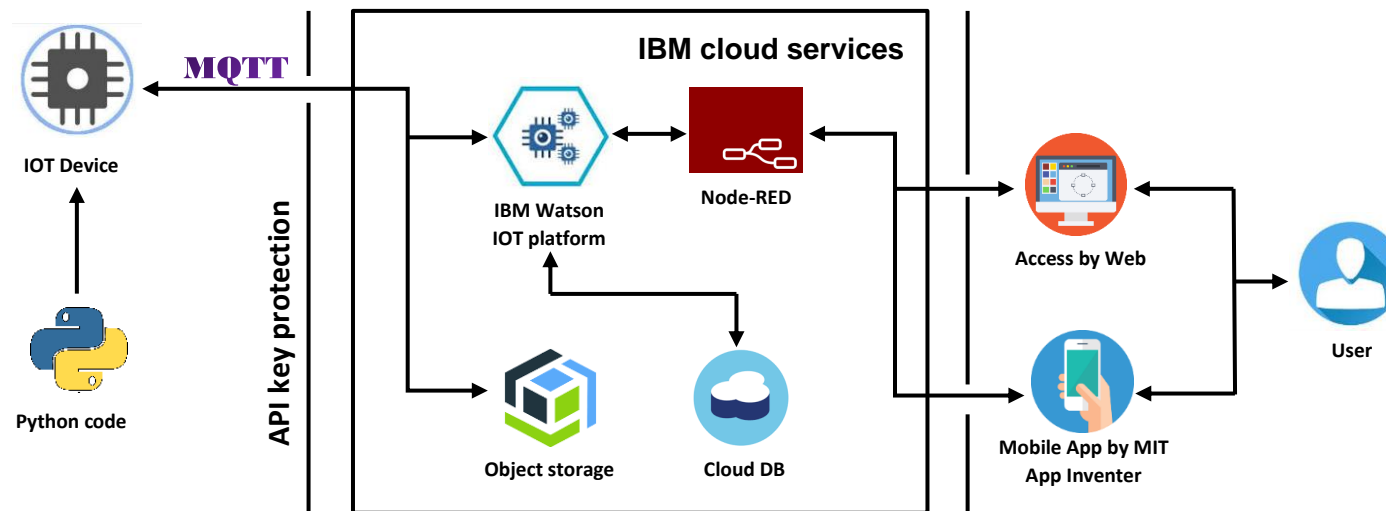 IBM cloud services
MQTT
IOT Device
API key protection
IBM Watson
IOT platform
Node-RED
Access by Web
User
Python code
Object storage
Cloud DB
Mobile App by MIT
App Inventer